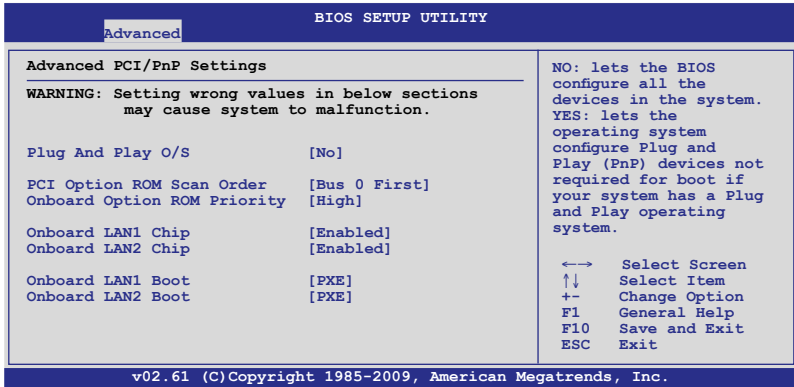 BIOS SETUP UTILITY
Advanced
Advanced PCI/PnP Settings
WARNING: Setting wrong values in below sections
may cause system to malfunction.
Plug And Play O/S [No]
PCI Option ROM Scan Order [Bus 0 First]
Onboard Option ROM Priority [High]
Onboard LAN1 Chip [Enabled]
Onboard LAN2 Chip [Enabled]
Onboard LAN1 Boot [PXE]
Onboard LAN2 Boot [PXE]
NO: lets the BIOS
configure all the
devices in the system.
YES: lets the
operating system
configure Plug and
Play (PnP) devices not
required for boot if
your system has a Plug
and Play operating
system.
←→ Select Screen
↑↓ Select Item
+- Change Option
F1 General Help
F10 Save and Exit
ESC Exit
v02.61 (C)Copyright 1985-2009, American Megatrends, Inc.